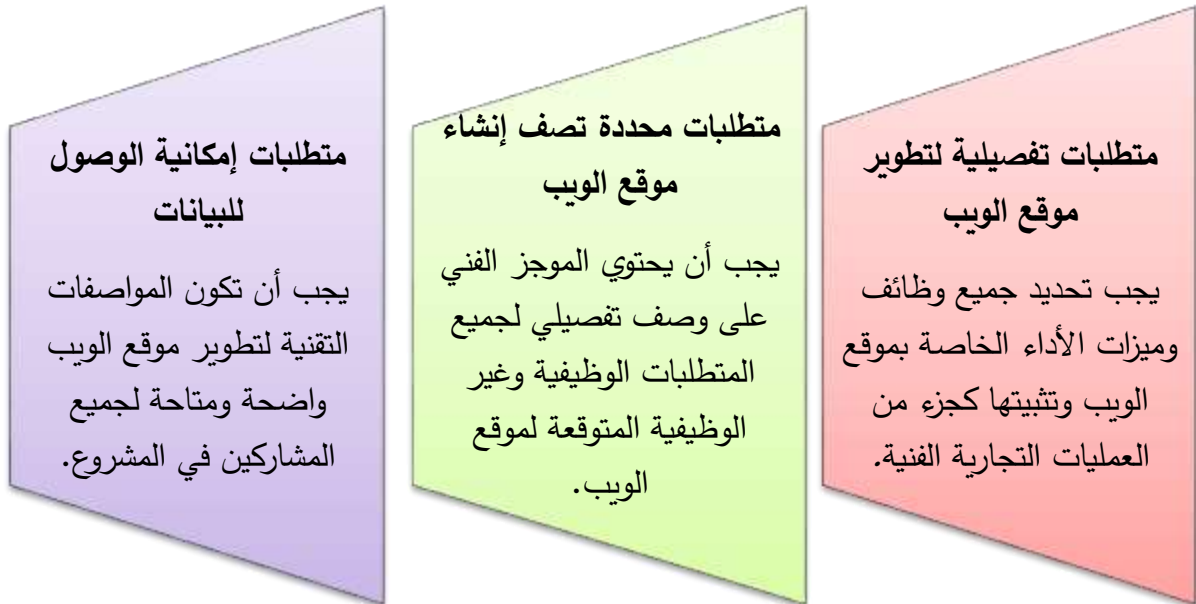 متطلبات تفصيلية لتطوير
موقع الويب
يجب تحديد جميع وظائف
وميزات الأداء الخاصة بموقع
الويب وتثبيتها كجزء من
العمليات التجارية الفنية.
متطلبات محددة تصف إنشاء
موقع الويب
يجب أن يحتوي الموجز الفني
على وصف تفصيلي لجميع
المتطلبات الوظيفية وغير
الوظيفية المتوقعة لموقع
الويب.
متطلبات إمكانية الوصول
للبيانات
يجب أن تكون المواصفات
التقنية لتطوير موقع الويب
واضحة ومتاحة لجميع
المشاركين في المشروع.